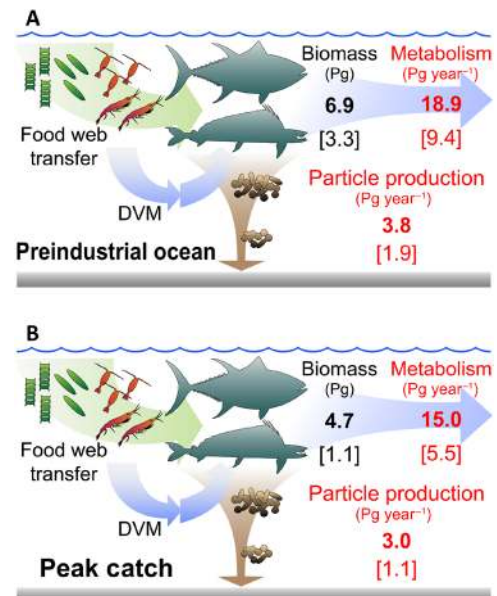 A
Biomass
(Pg)
Metabolism
(Pg year⁻¹)
6.9
18.9
[3.3]
[9.4]
Food web
transfer
Particle production
(Pg year⁻¹)
3.8
[1.9]
DVM
Preindustrial ocean
B
Biomass
(Pg)
Metabolism
(Pg year⁻¹)
4.7
15.0
[1.1]
[5.5]
Food web
transfer
Particle production
(Pg year⁻¹)
3.0
[1.1]
DVM
Peak catch